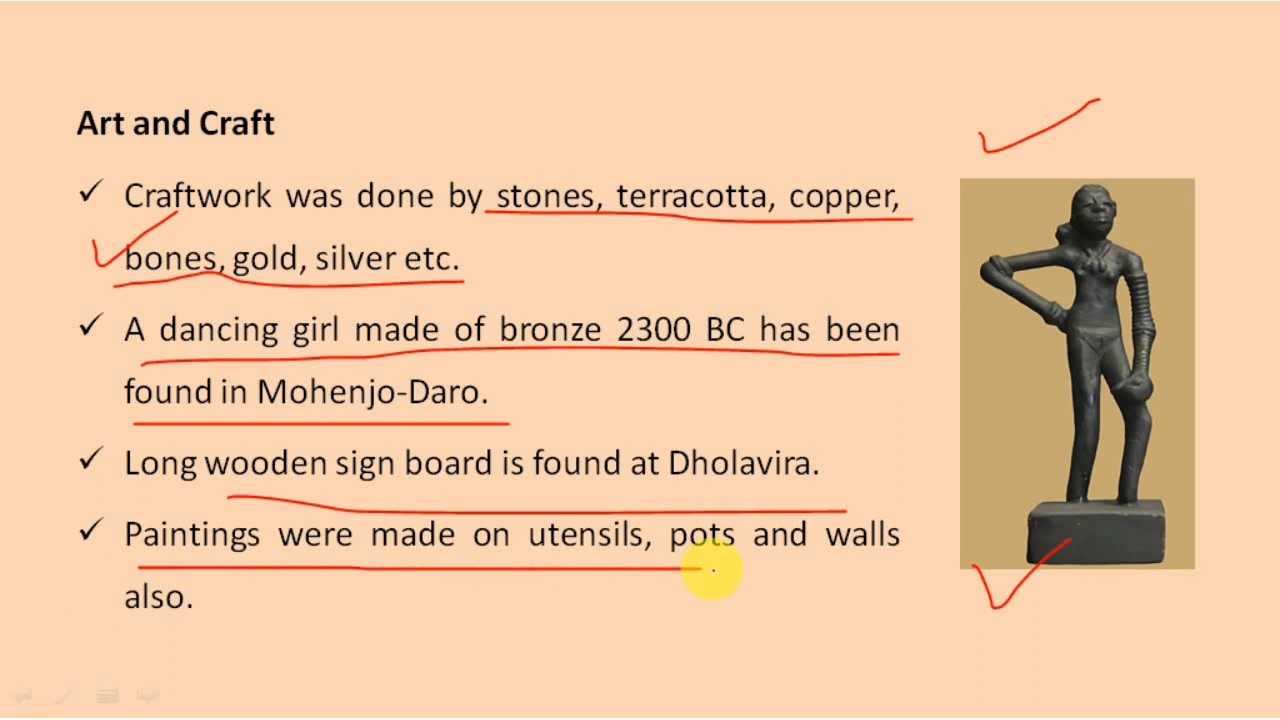 Art and Craft
✓ Craftwork was done by stones, terracotta, copper,
bones, gold, silver etc.
✓ A dancing girl made of bronze 2300 BC has been
found in Mohenjo-Daro.
✓ Long wooden sign board is found at Dholavira.
✓ Paintings were made on utensils, pots and walls
also.